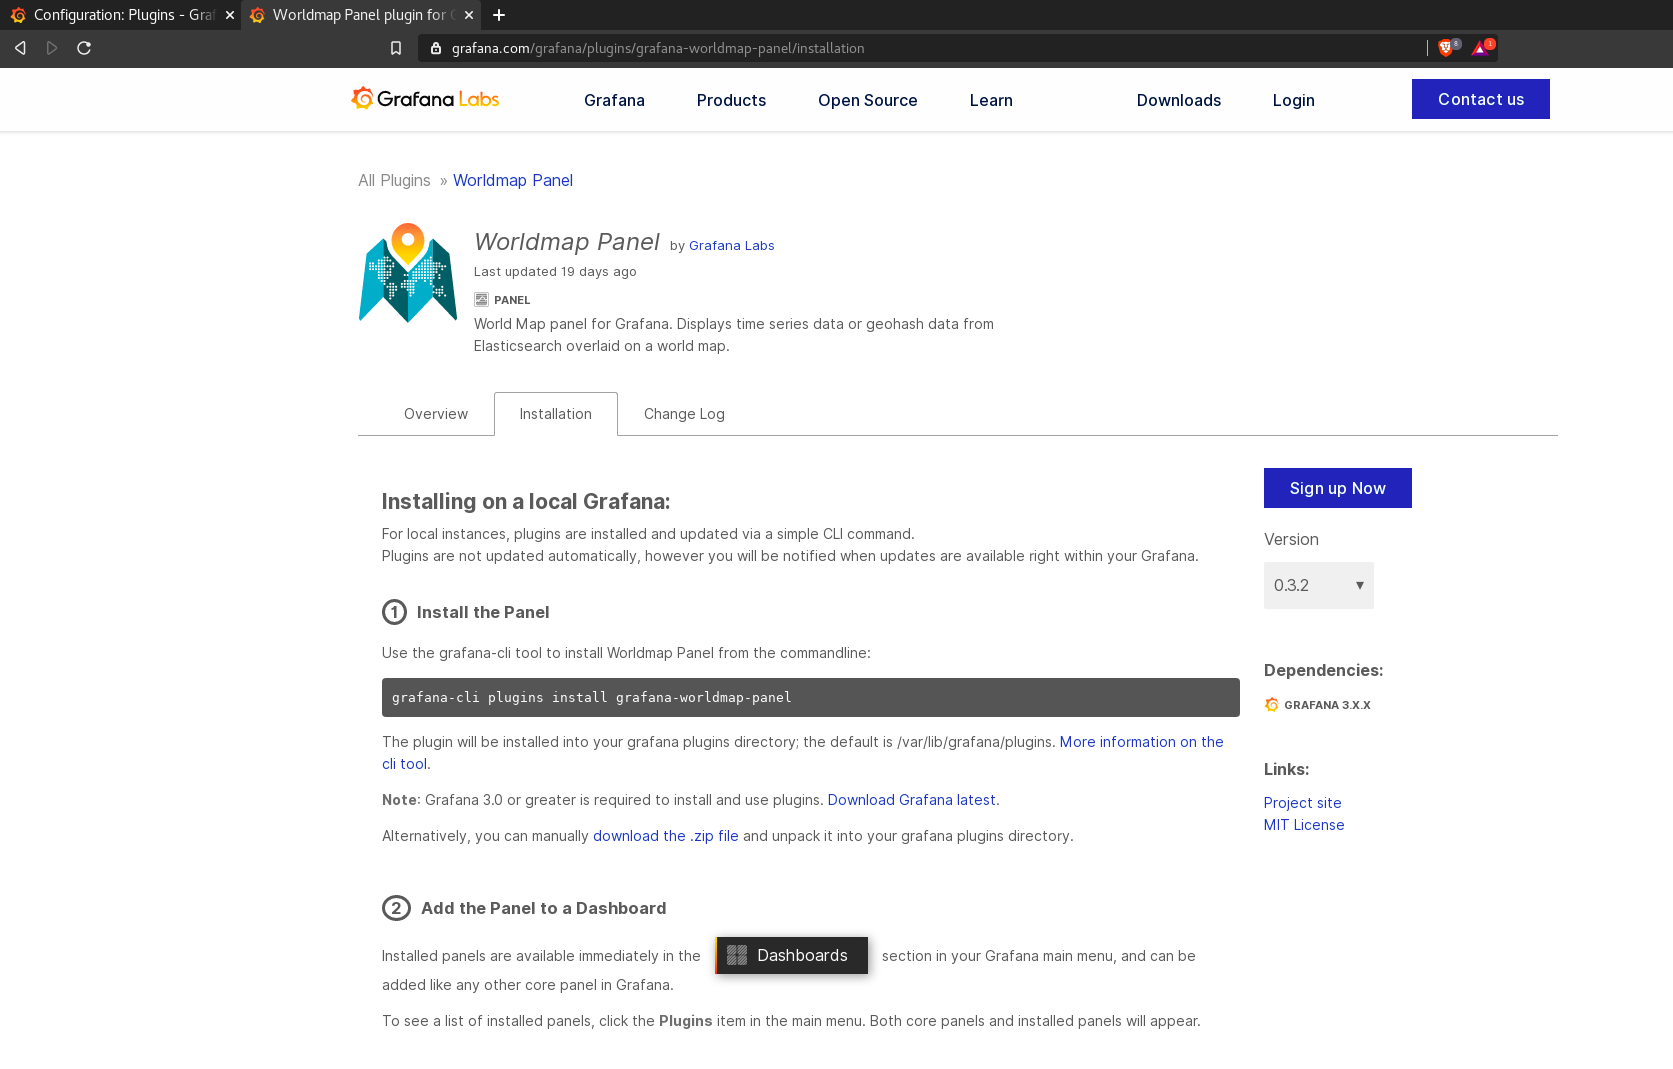 Configuration: Plugins - Graf
Worldmap Panel plugin for G
grafana.com/grafana/plugins/grafana-worldmap-panel/installation
8
1
Grafana Labs
Grafana
Products
Open Source
Learn
Downloads
Login
Contact us
All Plugins » Worldmap Panel
Worldmap Panel by Grafana Labs
Last updated 19 days ago
PANEL
World Map panel for Grafana. Displays time series data or geohash data from
Elasticsearch overlaid on a world map.
Overview
Installation
Change Log
Installing on a local Grafana:
For local instances, plugins are installed and updated via a simple CLI command.
Plugins are not updated automatically, however you will be notified when updates are available right within your Grafana.
1 Install the Panel
Use the grafana-cli tool to install Worldmap Panel from the commandline:
grafana-cli plugins install grafana-worldmap-panel
The plugin will be installed into your grafana plugins directory; the default is /var/lib/grafana/plugins. More information on the
cli tool.
Note: Grafana 3.0 or greater is required to install and use plugins. Download Grafana latest.
Alternatively, you can manually download the .zip file and unpack it into your grafana plugins directory.
2 Add the Panel to a Dashboard
Installed panels are available immediately in the Dashboards section in your Grafana main menu, and can be
added like any other core panel in Grafana.
To see a list of installed panels, click the Plugins item in the main menu. Both core panels and installed panels will appear.
Sign up Now
Version
0.3.2
Dependencies:
GRAFANA 3.X.X
Links:
Project site
MIT License